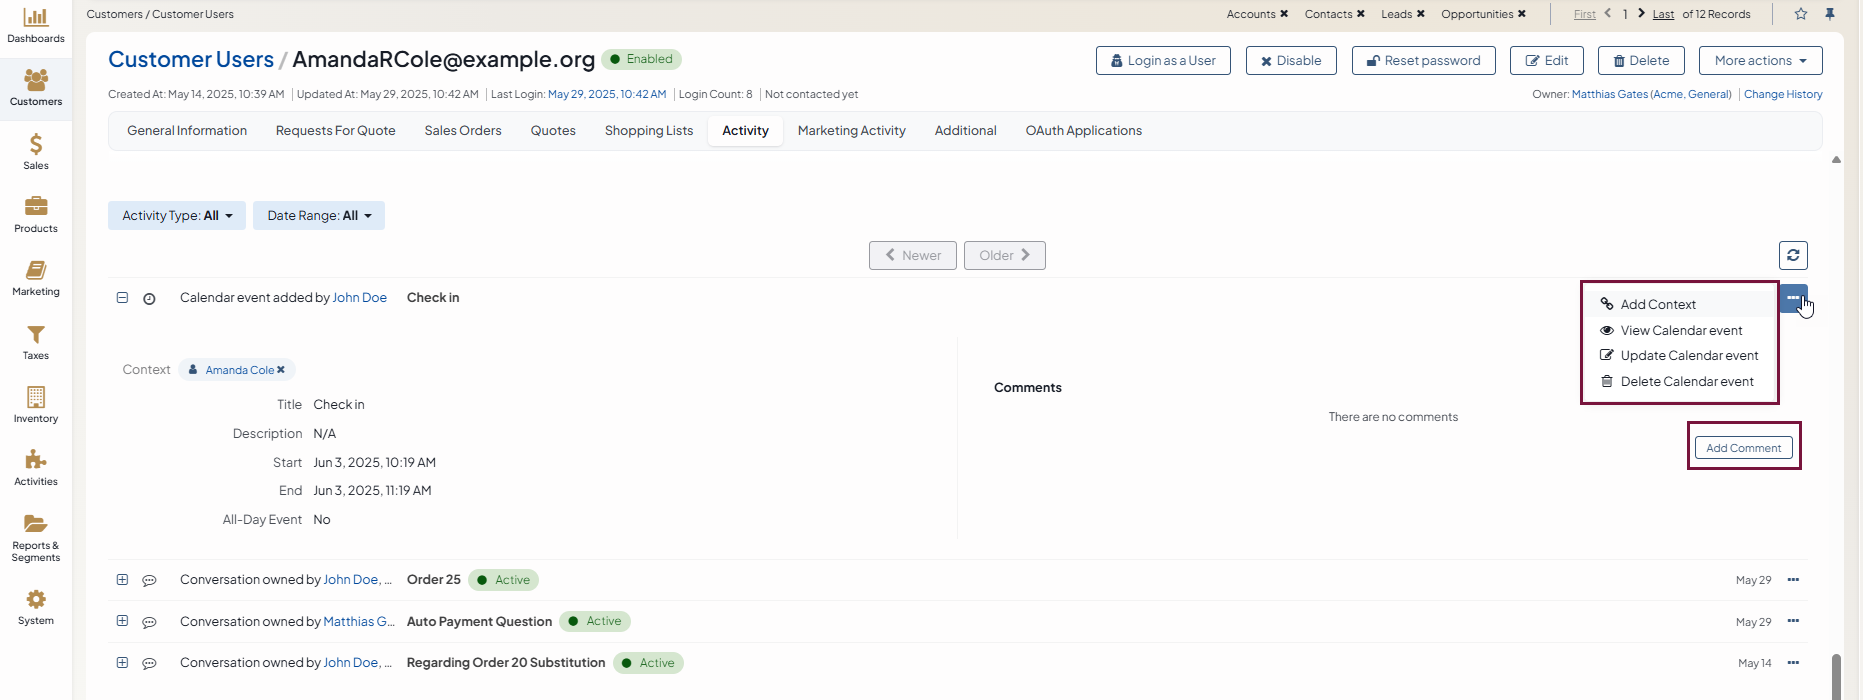 Dashboards
Customers
Sales
Products
Marketing
Taxes
Inventory
Activities
Reports &
Segments
System
Customers / Customer Users
Accounts Contacts Leads Opportunities First 1 Last of 12 Records
Customer Users / AmandaRCole@example.org Enabled
Login as a User Disable Reset password Edit Delete More actions
Created At: May 14, 2025, 10:39 AM Updated At: May 29, 2025, 10:42 AM Last Login: May 29, 2025, 10:42 AM Login Count: 8 Not contacted yet
Owner: Matthias Gates (Acme, General) Change History
General Information Requests For Quote Sales Orders Quotes Shopping Lists Activity Marketing Activity Additional OAuth Applications
Activity Type: All Date Range: All
Newer Older
Calendar event added by John Doe Check in
Add Context
View Calendar event
Update Calendar event
Delete Calendar event
Context Amanda Cole
Title Check in
Description N/A
Start Jun 3, 2025, 10:19 AM
End Jun 3, 2025, 11:19 AM
All-Day Event No
Comments
There are no comments
Add Comment
Conversation owned by John Doe, ... Order 25 Active May 29
Conversation owned by Matthias G... Auto Payment Question Active May 29
Conversation owned by John Doe, ... Regarding Order 20 Substitution Active May 14